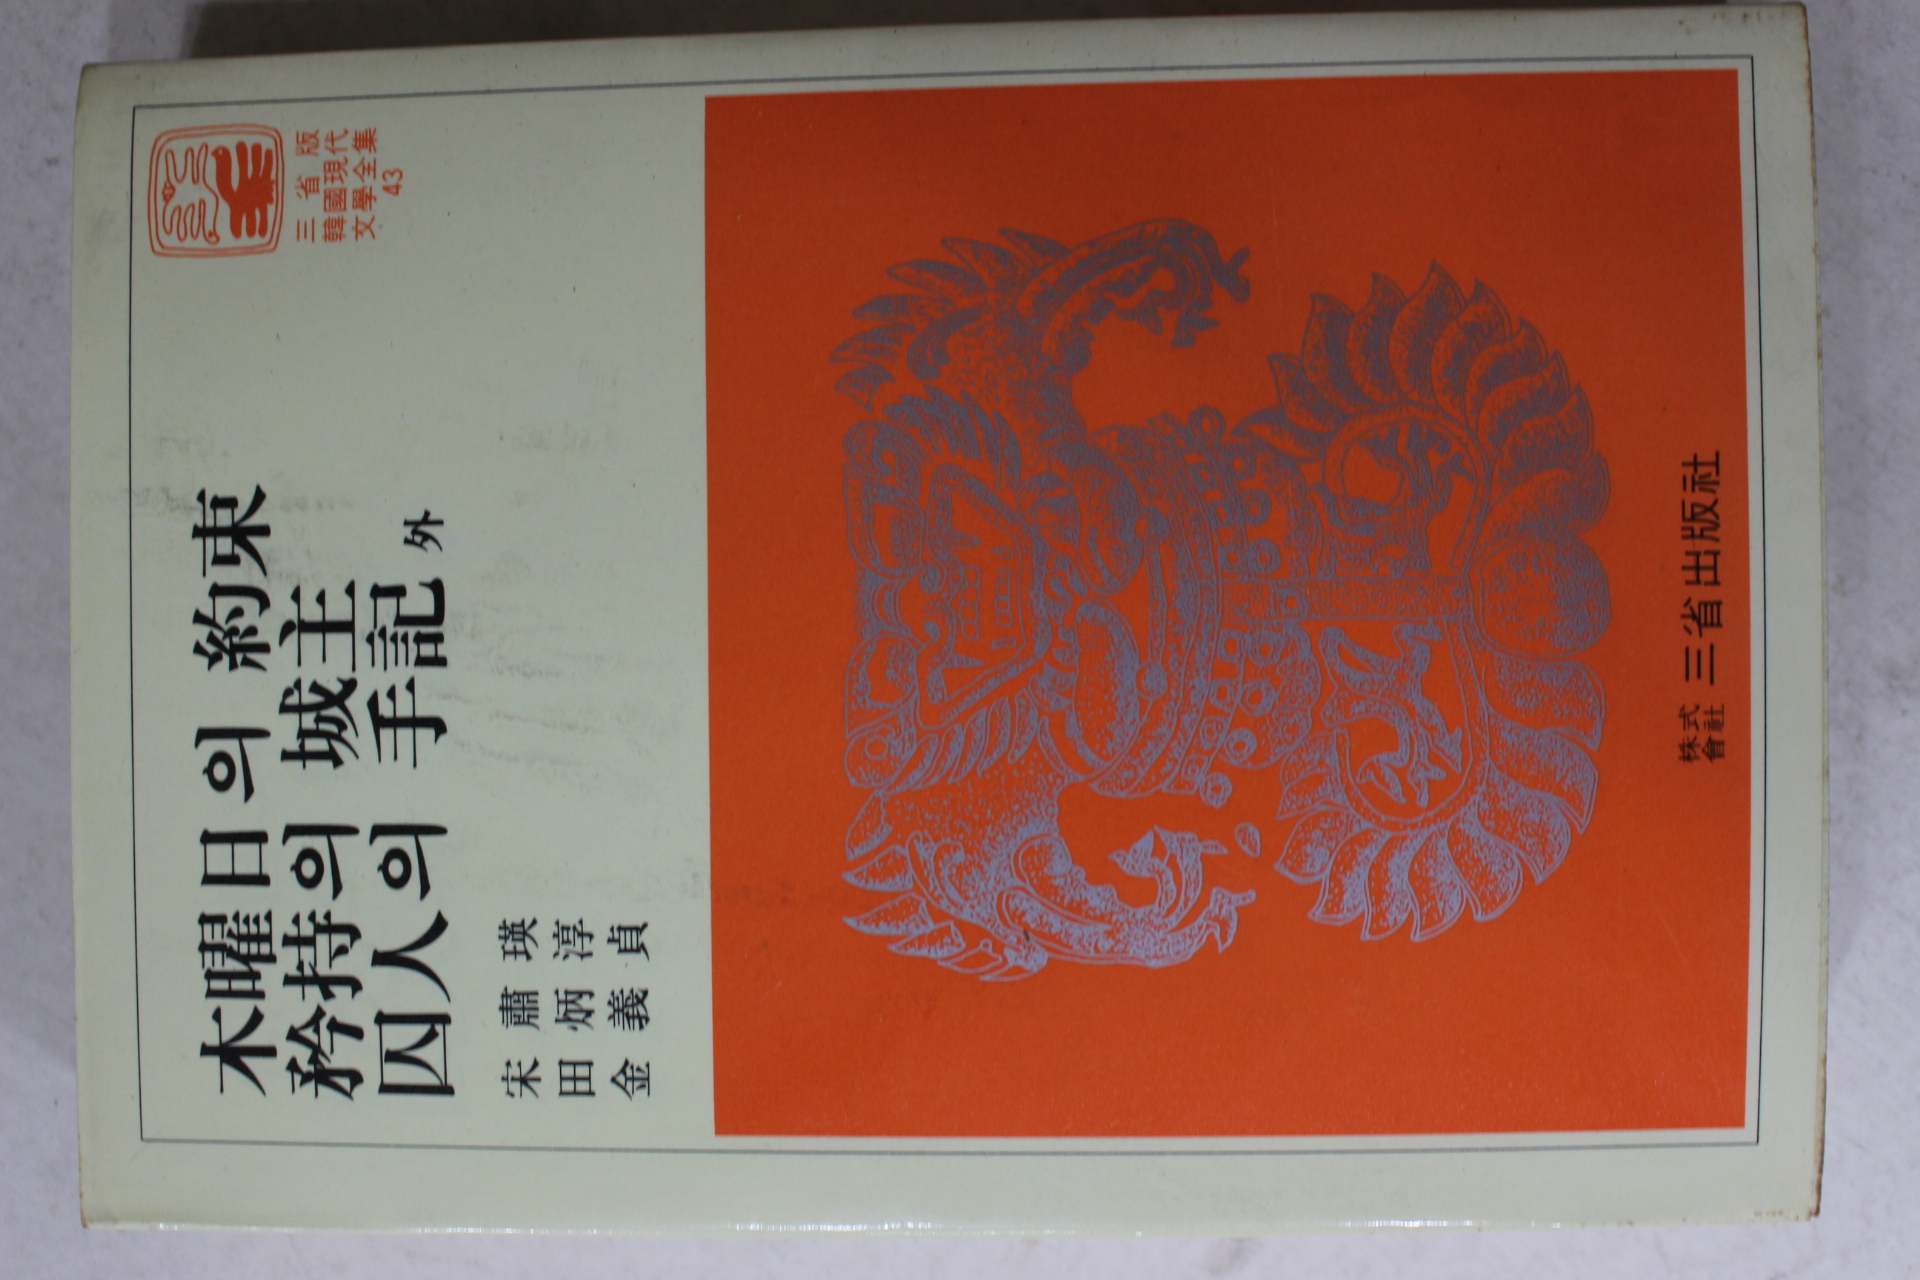 三省版
韓國現代
文學全集
43
木曜日의 約束
矜持의 城主
囚人의 手記 外
宋肅瑛
田炳淳
金義貞
株式會社 三省出版社